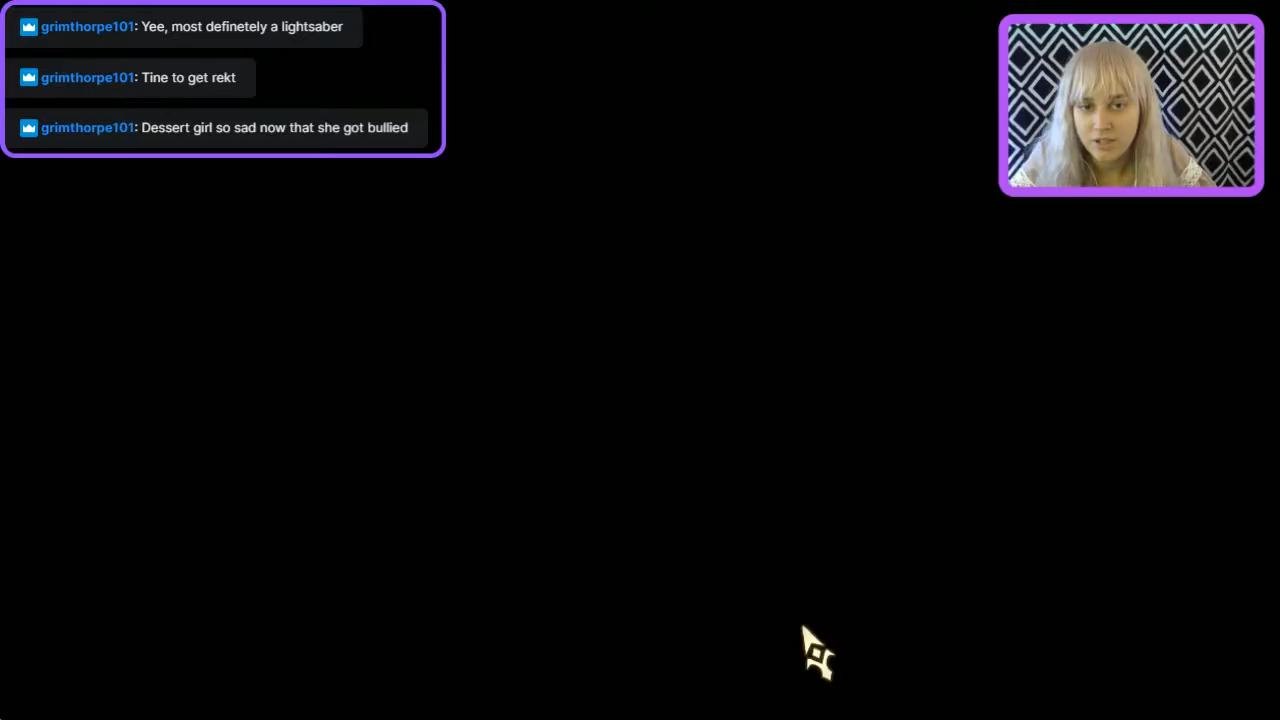 grimthorpe101: Yee, most definetely a lightsaber
grimthorpe101: Tine to get rekt
grimthorpe101: Dessert girl so sad now that she got bullied